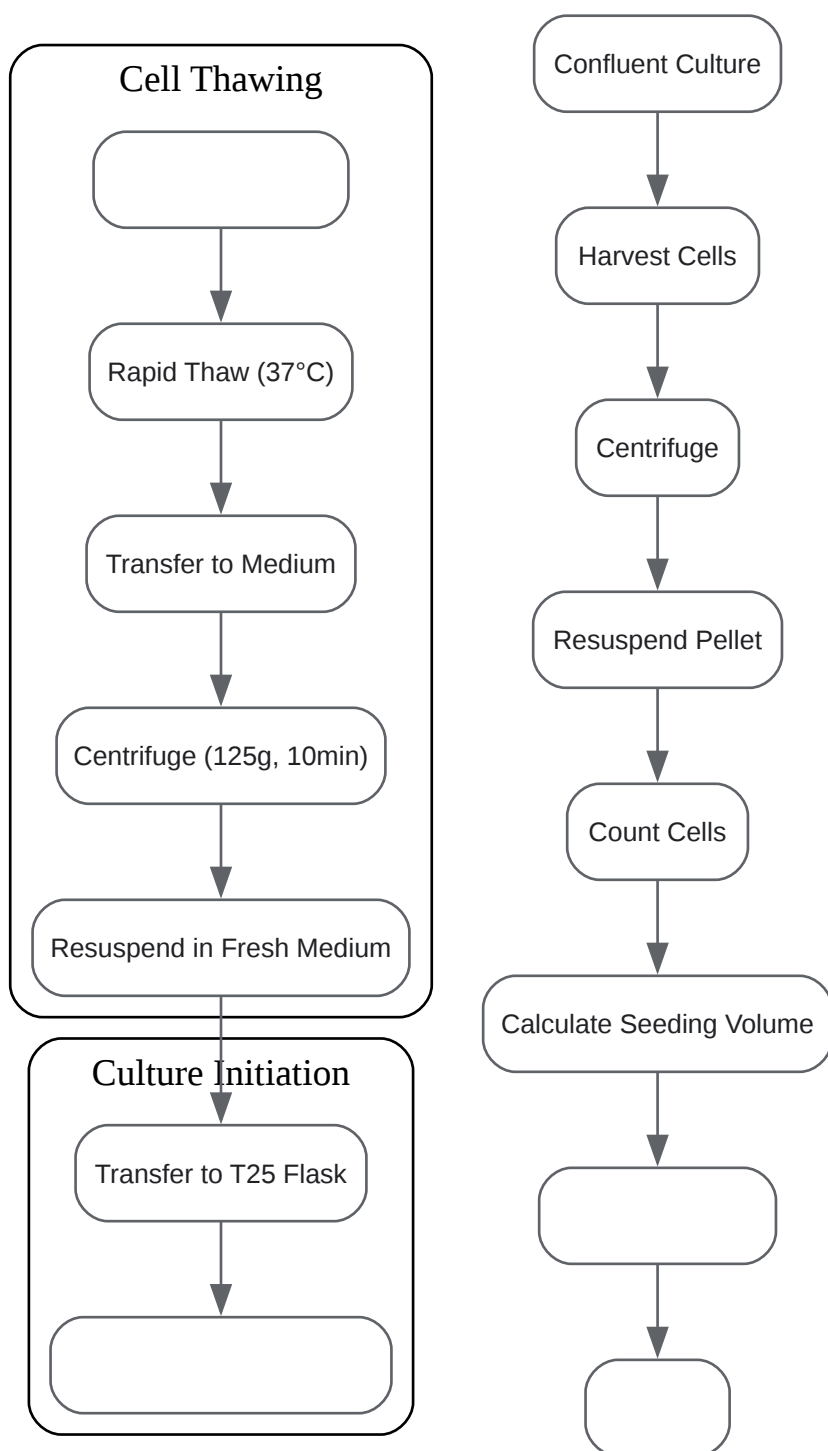 Cell Thawing
Rapid Thaw (37°C)
Transfer to Medium
Centrifuge (125g, 10min)
Resuspend in Fresh Medium
Culture Initiation
Transfer to T25 Flask
Confluent Culture
Harvest Cells
Centrifuge
Resuspend Pellet
Count Cells
Calculate Seeding Volume